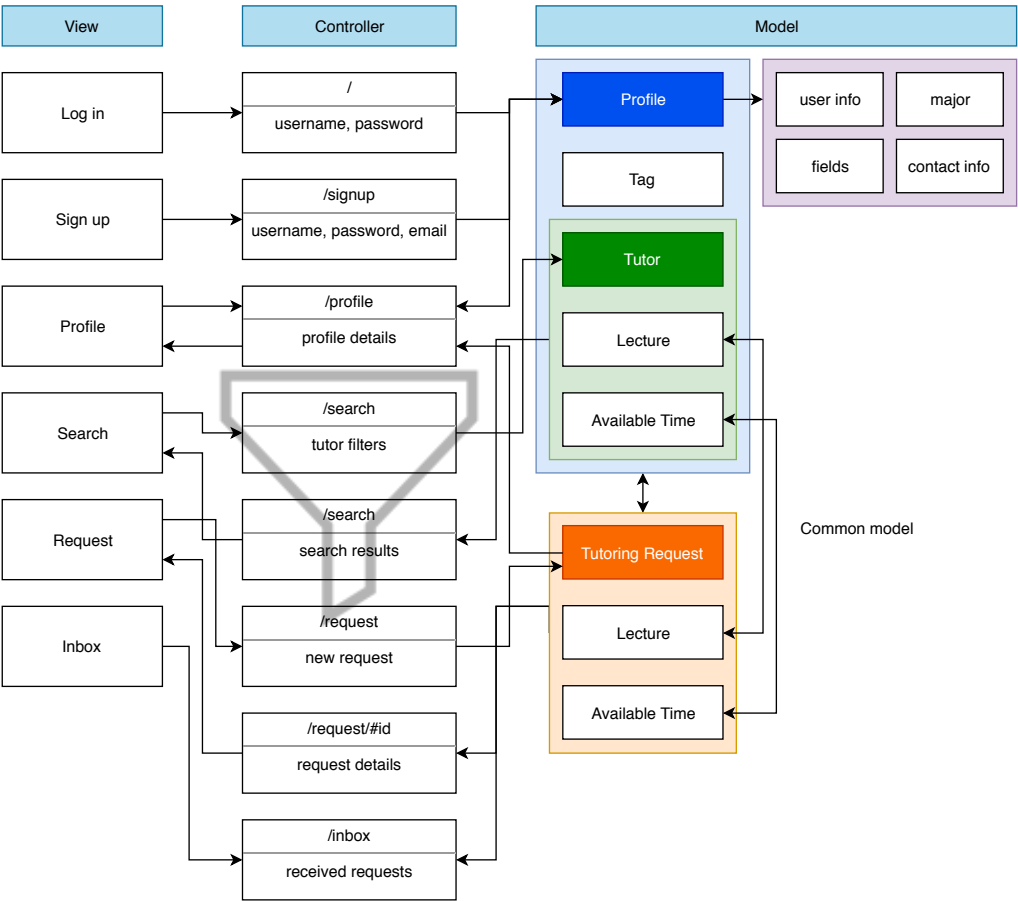 View
Controller
Model
Log in
/
username, password
Profile
user info
major
fields
contact info
Tag
Sign up
/signup
username, password, email
Tutor
Profile
/profile
profile details
Lecture
Search
/search
tutor filters
Available Time
Request
/search
search results
Tutoring Request
Common model
Inbox
/request
new request
Lecture
/request/#id
request details
Available Time
/inbox
received requests